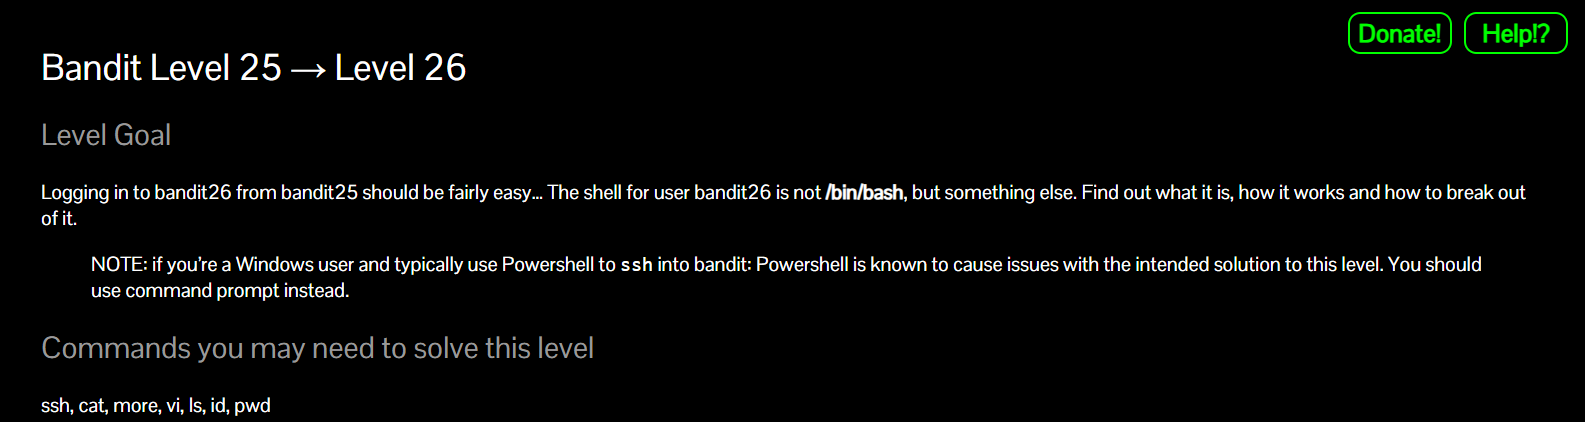 Donate!
Help!?
Bandit Level 25 → Level 26
Level Goal
Logging in to bandit26 from bandit25 should be fairly easy… The shell for user bandit26 is not /bin/bash, but something else. Find out what it is, how it works and how to break out
of it.
NOTE: if you’re a Windows user and typically use Powershell to ssh into bandit: Powershell is known to cause issues with the intended solution to this level. You should
use command prompt instead.
Commands you may need to solve this level
ssh, cat, more, vi, ls, id, pwd